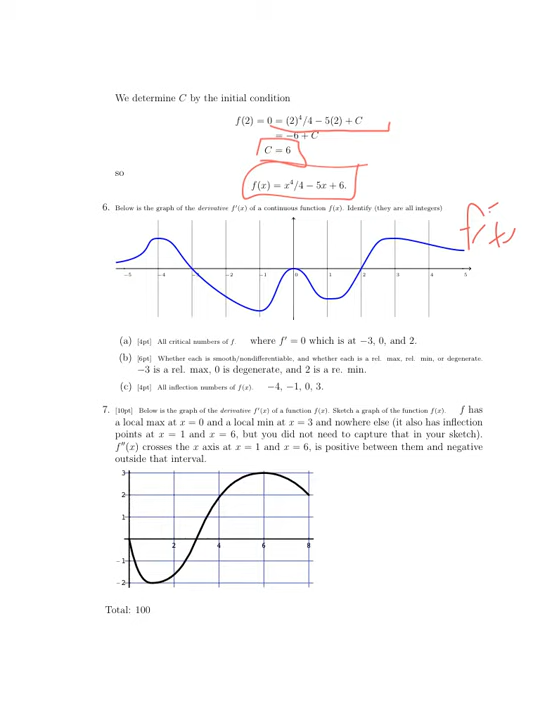 We determine C by the initial condition
f(2) = 0 = (2)⁴/4 − 5(2) + C
= −6 + C
C = 6
so
f(x) = x⁴/4 − 5x + 6.
6. Below is the graph of the derivative f′(x) of a continuous function f(x). Identify (they are all integers)
−5 −4 −3 −2 −1 0 1 2 3 4 5
(a) [4pt] All critical numbers of f. where f′ = 0 which is at −3, 0, and 2.
(b) [6pt] Whether each is smooth/nondifferentiable, and whether each is a rel. max, rel. min, or degenerate.
−3 is a rel. max, 0 is degenerate, and 2 is a re. min.
(c) [4pt] All inflection numbers of f(x). −4, −1, 0, 3.
7. [10pt] Below is the graph of the derivative f′(x) of a function f(x). Sketch a graph of the function f(x). f has
a local max at x = 0 and a local min at x = 3 and nowhere else (it also has inflection
points at x = 1 and x = 6, but you did not need to capture that in your sketch).
f″(x) crosses the x axis at x = 1 and x = 6, is positive between them and negative
outside that interval.
3
2
1
2 4 6 8
−1
−2
Total: 100